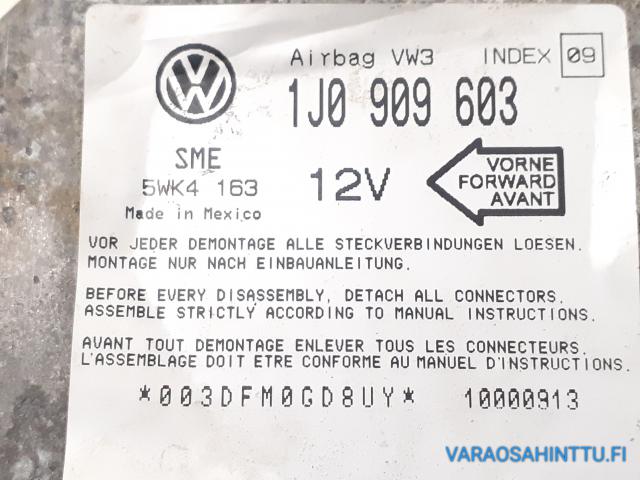 Airbag VW3 INDEX 09
1J0 909 603
SME
5WK4 163
12V
VORNE
FORWARD
AVANT
Made in Mexico
VOR JEDER DEMONTAGE ALLE STECKVERBINDUNGEN LOESEN.
MONTAGE NUR NACH EINBAUANLEITUNG.
BEFORE EVERY DISASSEMBLY, DETACH ALL CONNECTORS.
ASSEMBLE STRICTLY ACCORDING TO MANUAL INSTRUCTIONS.
AVANT TOUT DEMONTAGE ENLEVER TOUS LES CONNECTEURS.
L'ASSEMBLAGE DOIT ETRE CONFORME AU MANUEL D'INSTRUCTIONS.
*003DFM0GD8UY* 10000913
VARAOSAHINTTU.FI